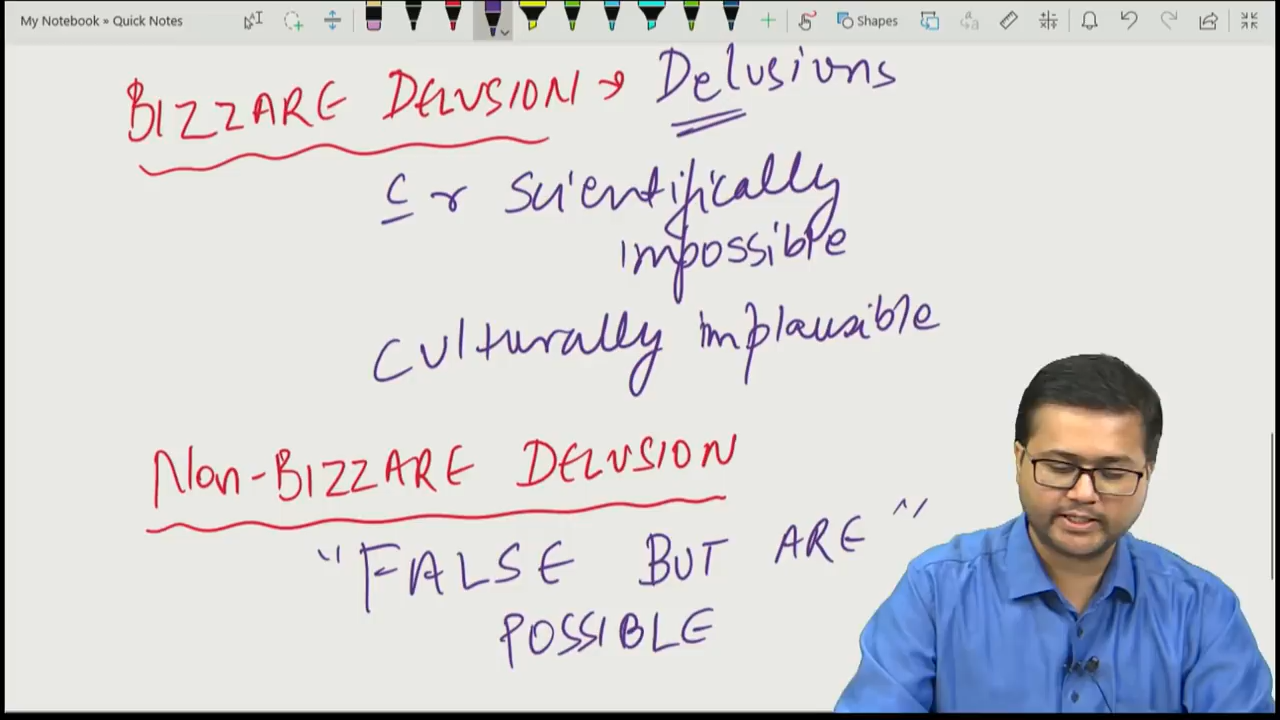 My Notebook » Quick Notes
Shapes
BIZZARE DELUSION → Delusions
c r scientifically
impossible
Culturally implausible
Non-BIZZARE DELUSION
"FALSE BUT ARE"
POSSIBLE